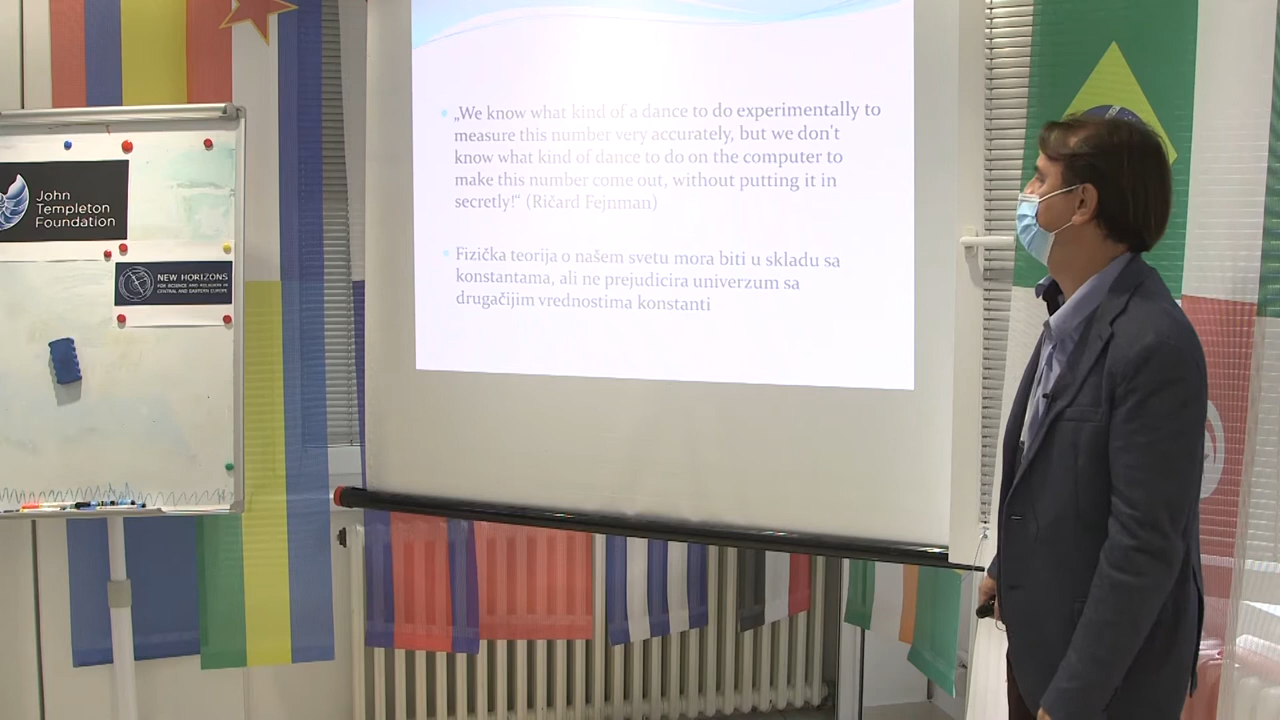 „We know what kind of a dance to do experimentally to
measure this number very accurately, but we don't
know what kind of dance to do on the computer to
make this number come out, without putting it in
secretly!“ (Ričard Fejnman)
Fizička teorija o našem svetu mora biti u skladu sa
konstantama, ali ne prejudicira univerzum sa
drugačijim vrednostima konstanti
John
Templeton
Foundation
NEW HORIZONS
FOR SCIENCE AND RELIGION IN
CENTRAL AND EASTERN EUROPE